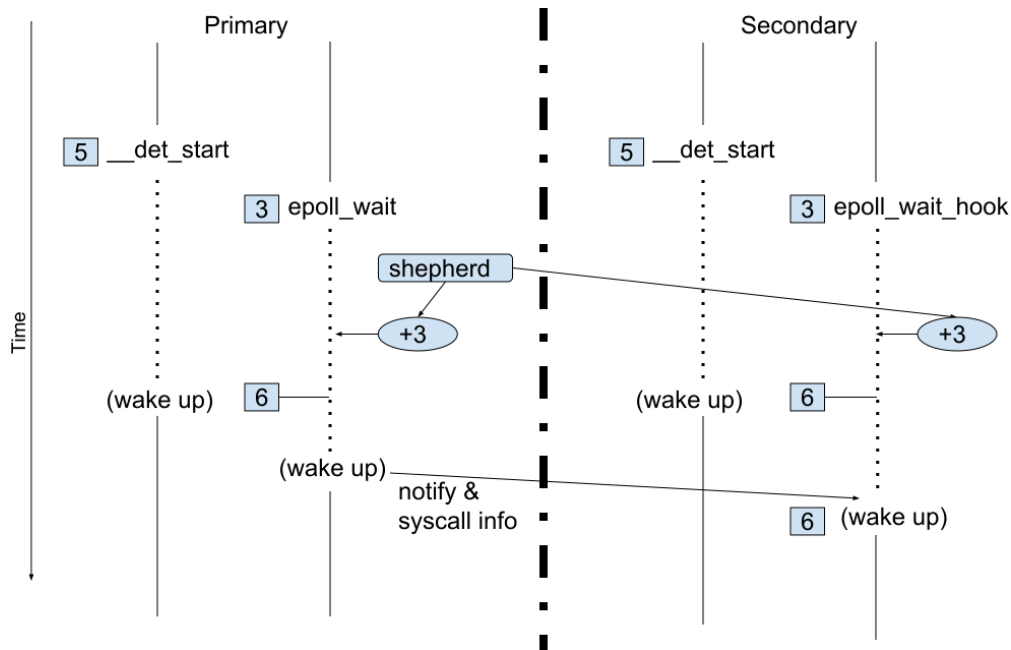 Primary
Secondary
5 __det_start
5 __det_start
3 epoll_wait
3 epoll_wait_hook
shepherd
Time
+3
+3
(wake up)
6
(wake up)
6
(wake up)
notify &
syscall info
6 (wake up)